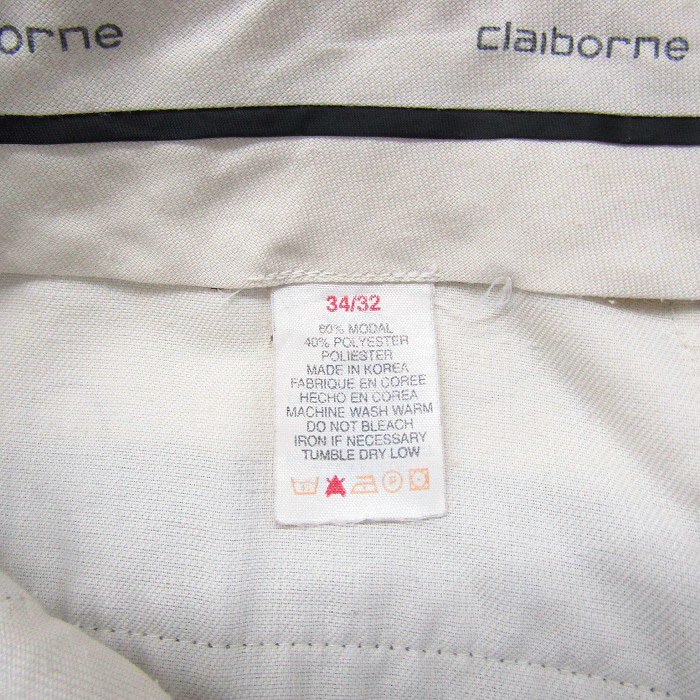 orne
claiborne
34/32
60% MODAL
40% POLYESTER
POLIESTER
MADE IN KOREA
FABRIQUE EN COREE
HECHO EN COREA
MACHINE WASH WARM
DO NOT BLEACH
IRON IF NECESSARY
TUMBLE DRY LOW